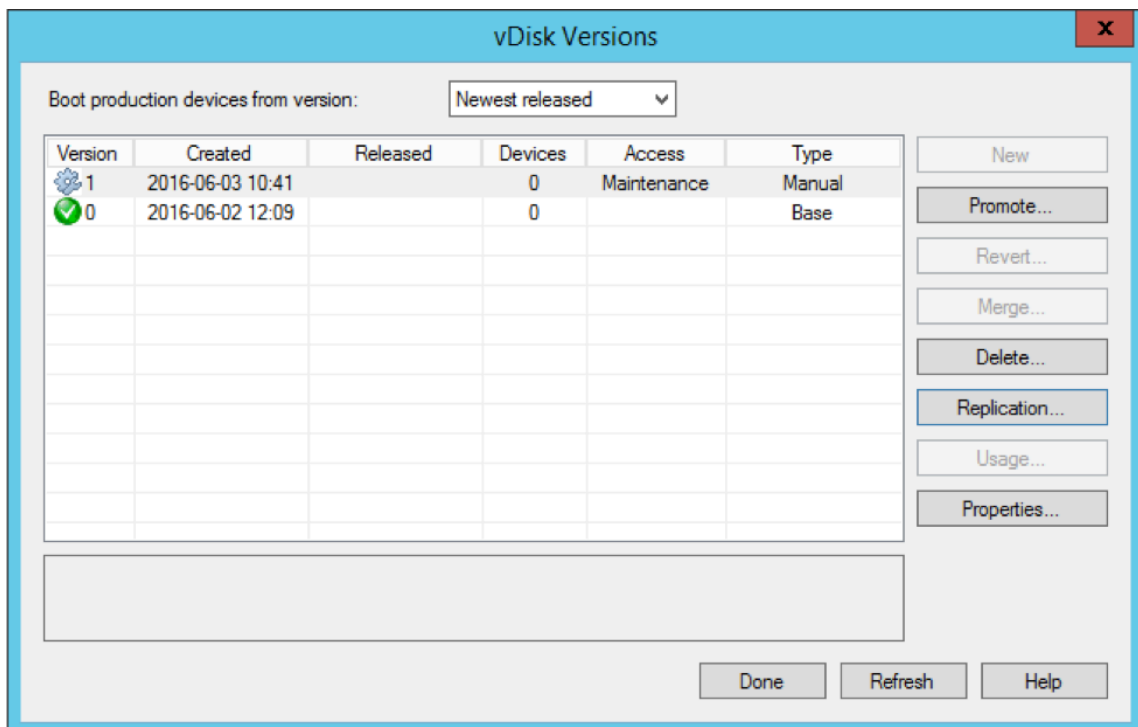 vDisk Versions
x
Boot production devices from version: Newest released
Version Created Released Devices Access Type
1 2016-06-03 10:41 0 Maintenance Manual
0 2016-06-02 12:09 0 Base
New
Promote...
Revert...
Merge...
Delete...
Replication...
Usage...
Properties...
Done Refresh Help